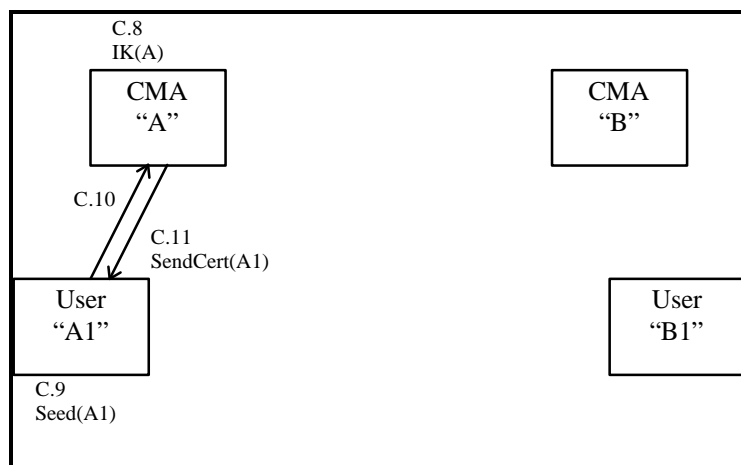 C.8
IK(A)
CMA
“A”
CMA
“B”
C.10
C.11
SendCert(A1)
User
“A1”
User
“B1”
C.9
Seed(A1)